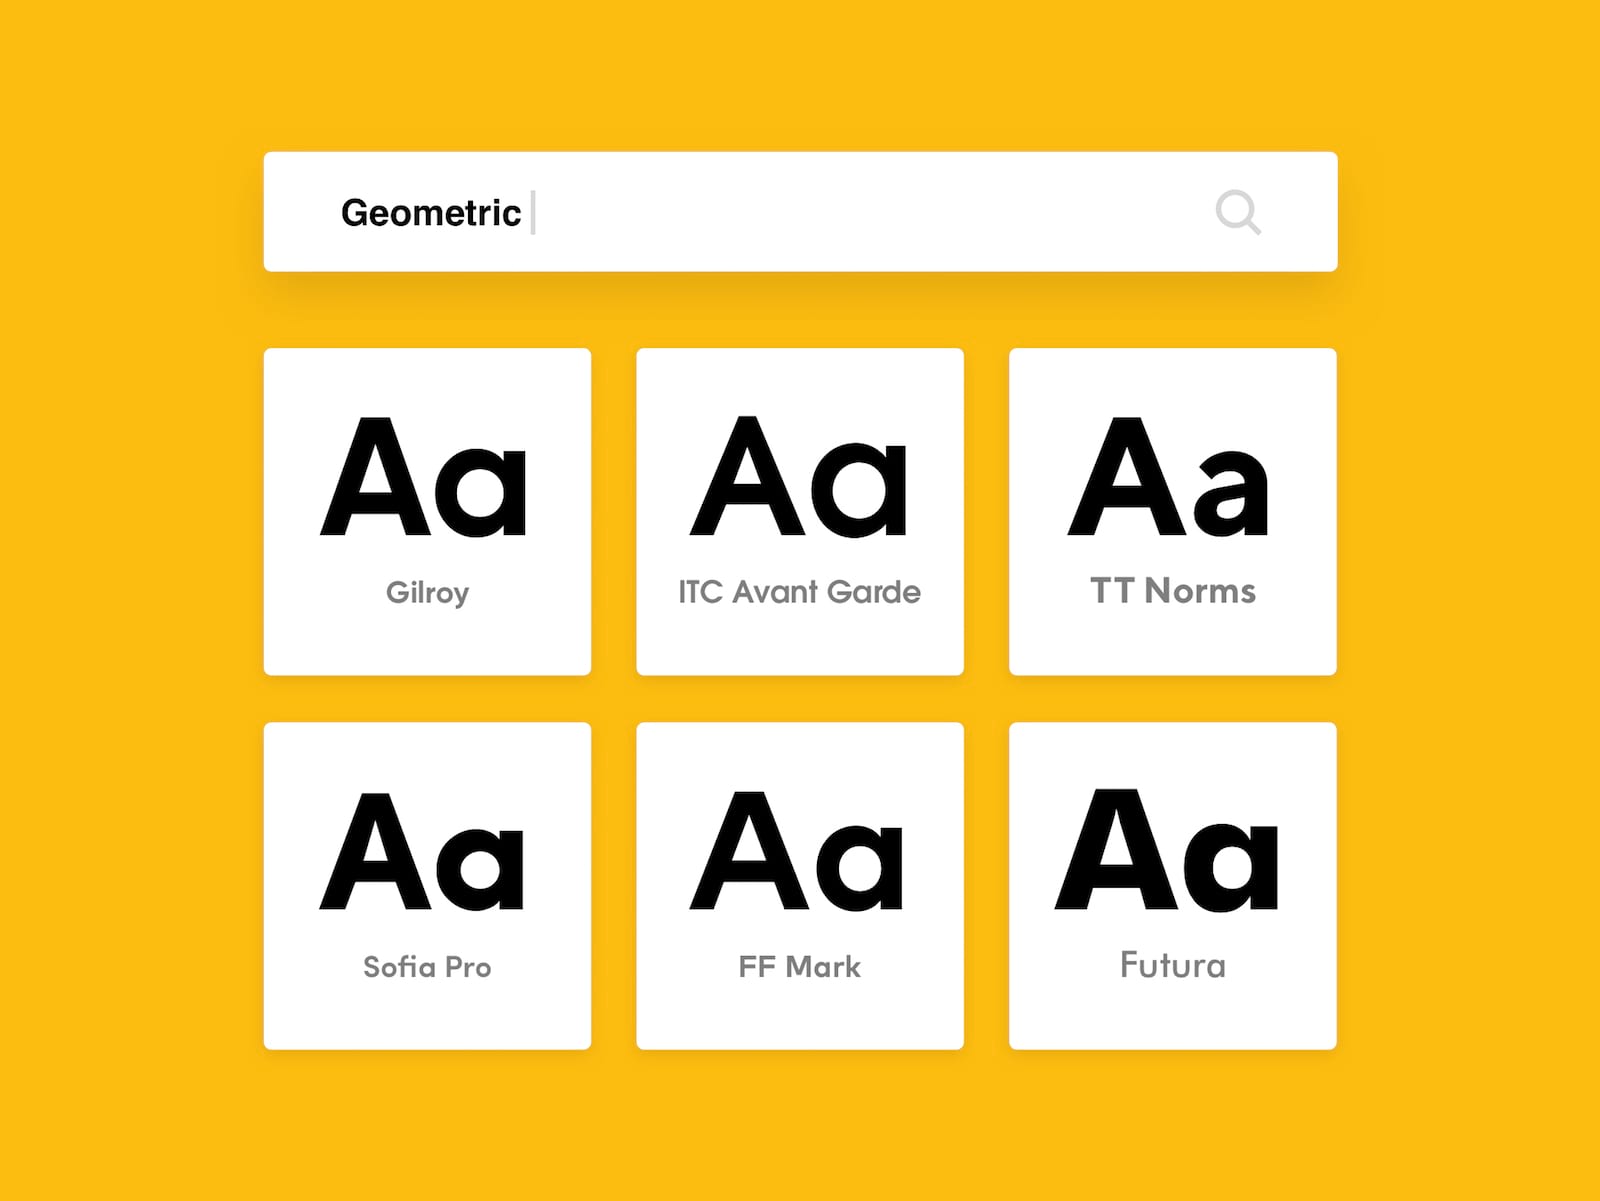 Geometric
Aa
Gilroy
Aa
ITC Avant Garde
Aa
TT Norms
Aa
Sofia Pro
Aa
FF Mark
Aa
Futura